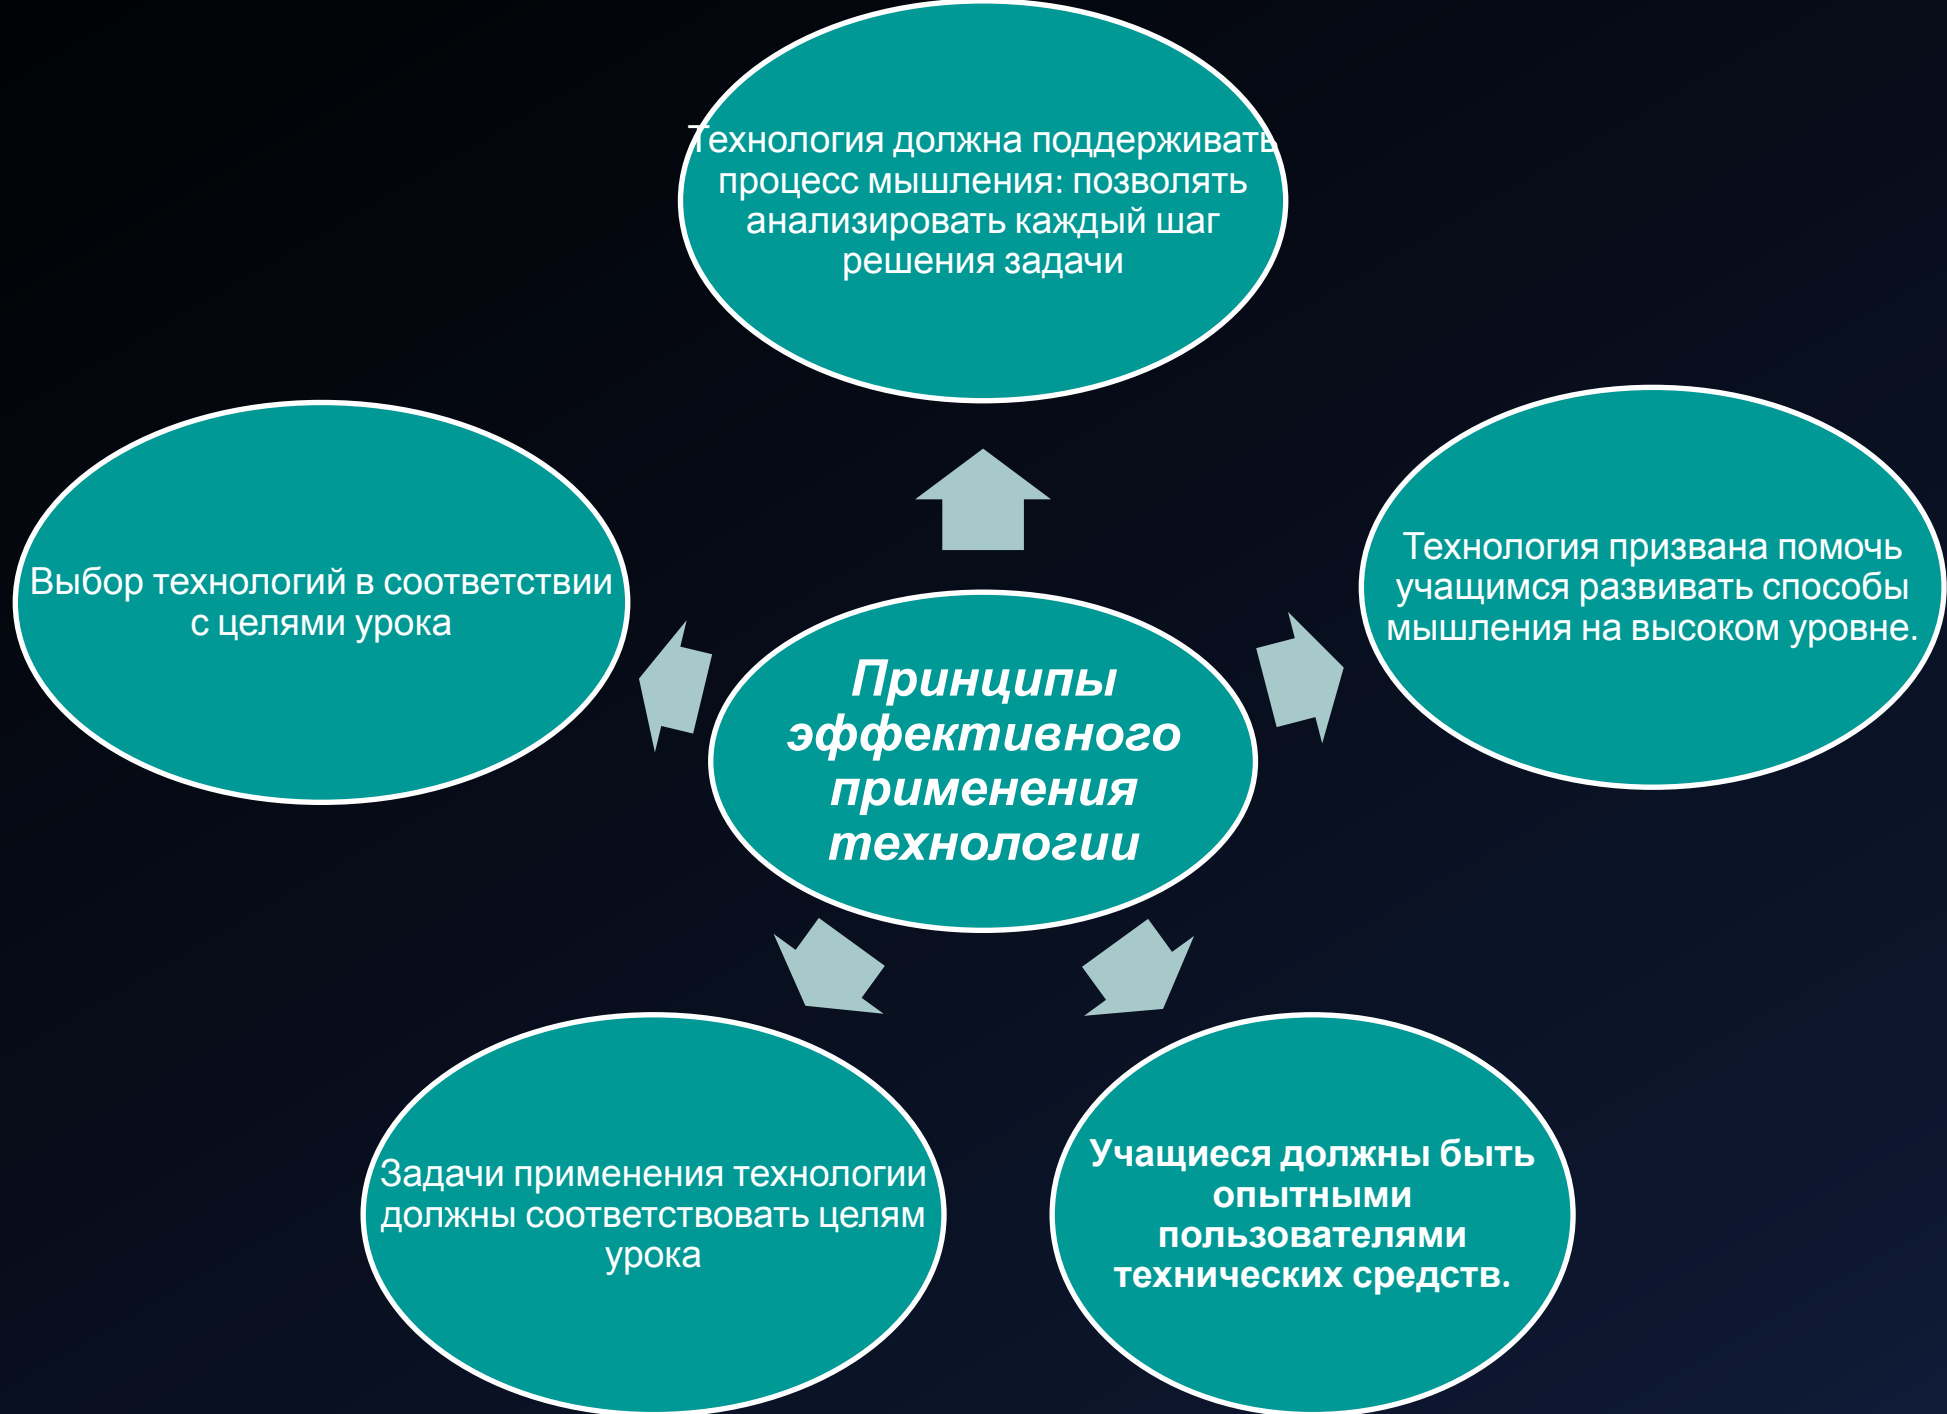 Технология должна поддерживать
процесс мышления: позволять
анализировать каждый шаг
решения задачи
Выбор технологий в соответствии
с целями урока
Технология призвана помочь
учащимся развивать способы
мышления на высоком уровне.
Принципы
эффективного
применения
технологии
Задачи применения технологии
должны соответствовать целям
урока
Учащиеся должны быть
опытными
пользователями
технических средств.